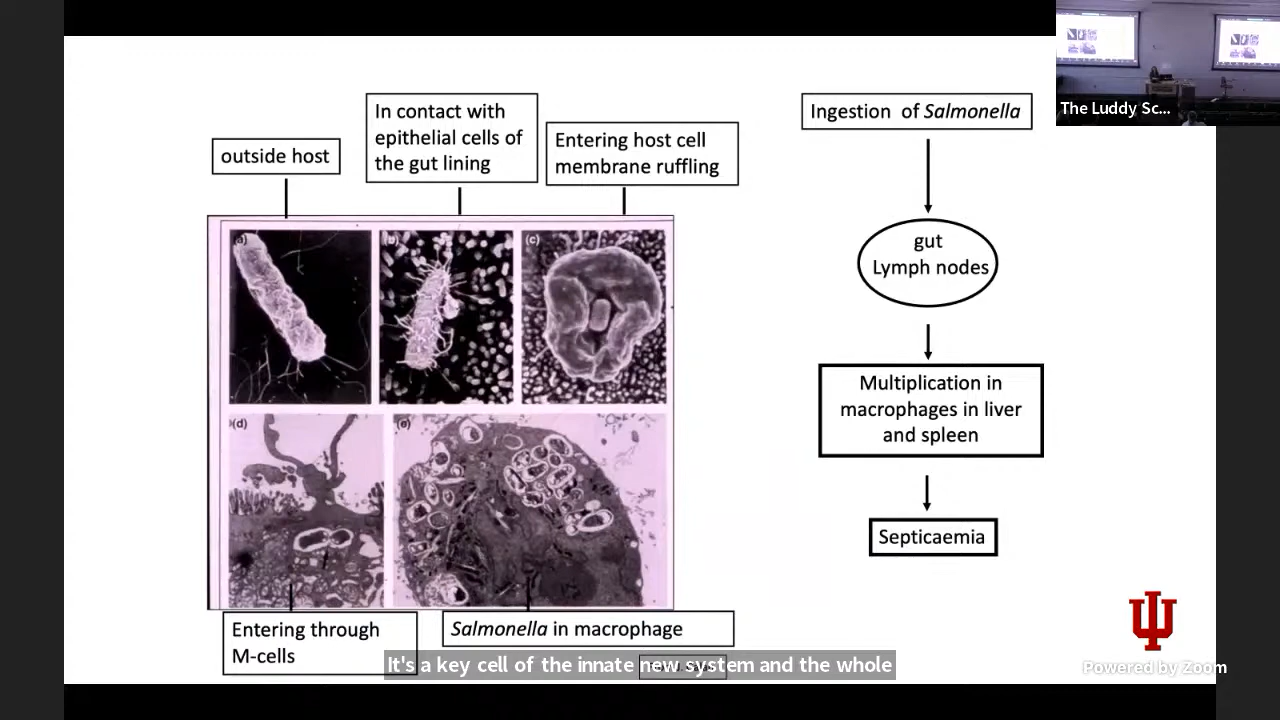 The Luddy Sc...
outside host
In contact with
epithelial cells of
the gut lining
Entering host cell
membrane ruffling
Ingestion of Salmonella
gut
Lymph nodes
Multiplication in
macrophages in liver
and spleen
Septicaemia
(b)
(c)
(d)
(e)
Entering through
M-cells
Salmonella in macrophage
It's a key cell of the innate new system and the whole
Powered by Zoom